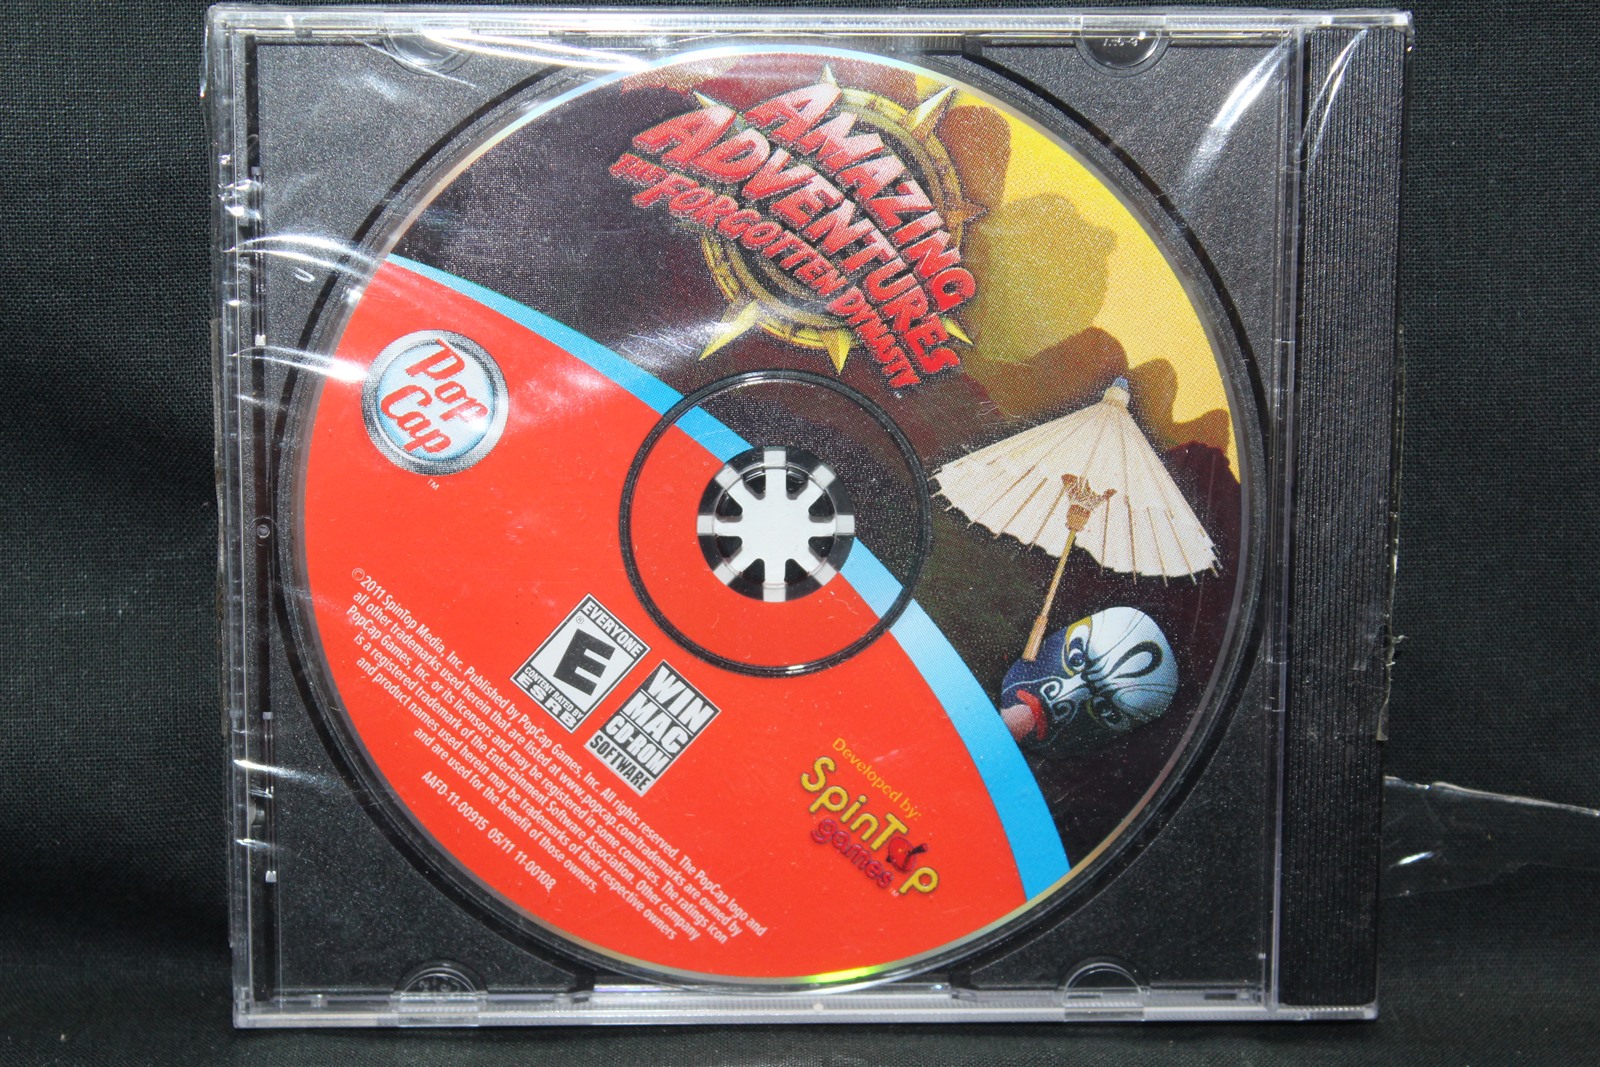 AMAZING
ADVENTURES
THE FORGOTTEN DYNASTY
™
Pop
Cap
™
EVERYONE
®
E
CONTENT RATED BY
ESRB
WIN
MAC
CD-ROM
SOFTWARE
Developed by:
SpinTop
games™
©2011 SpinTop Media, Inc. Published by PopCap Games, Inc. All rights reserved. The PopCap logo and
all other trademarks used herein that are listed at www.popcap.com/trademarks are owned by
PopCap Games, Inc. or its licensors and may be registered in some countries. The ratings icon
is a registered trademark of the Entertainment Software Association. Other company
and product names used herein may be trademarks of their respective owners
and are used for the benefit of those owners.
AAFD-11-00915 05/11 11-00108